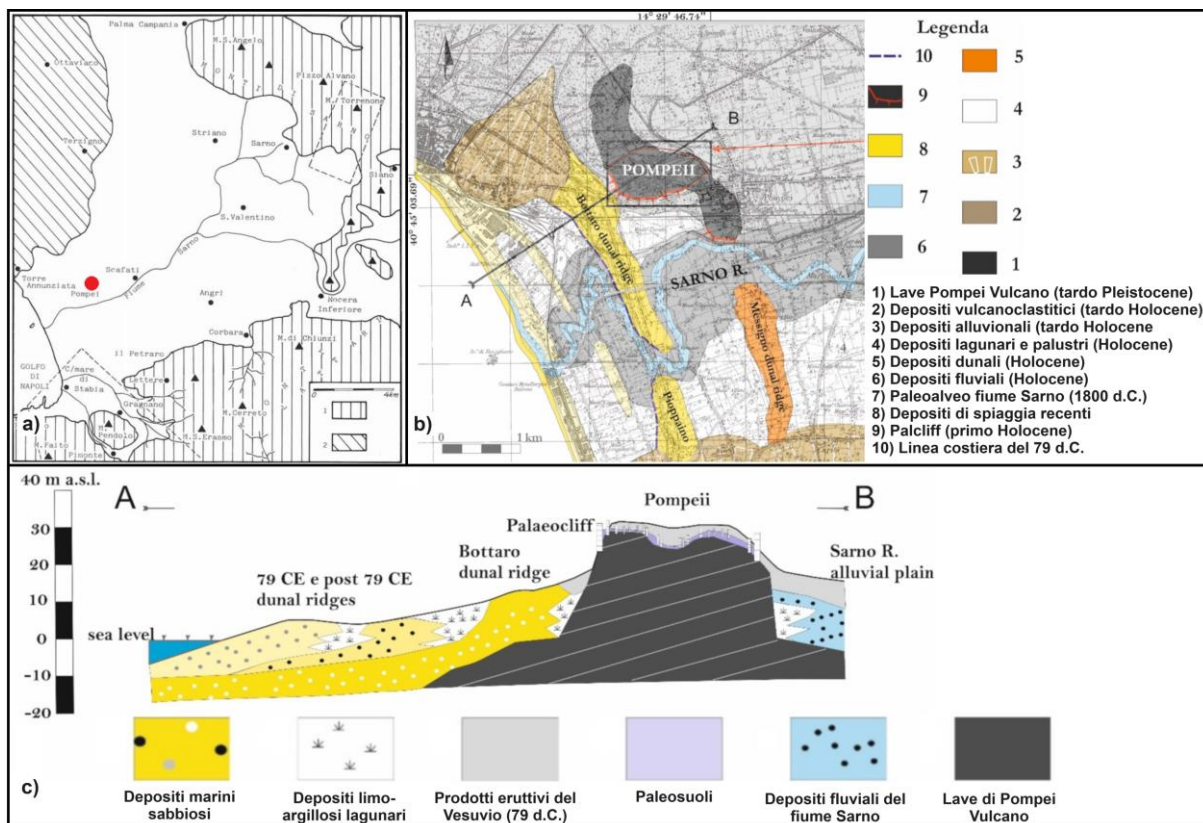 a)
Palma Campania
M.S.Angelo
Ottaviano
Pizzo Alvano
MONTI DI SARNO
M. Torrenone
Terzigno
Striano
Sarno
Siano
S.Valentino
Sarno
Torre
Annunziata
Pompei
Scafati
Fiume
Angri
Nocera
Inferiore
Corbara
M.di Chiunzi
il Petraro
GOLFO
DI
NAPOLI
C/mare
di
Stabia
Lettere
Gragnano
M.
Pendolo
M.Cerreto
M.S.Erasmo
M.Faito
Pimonte
0 4Km
1
2
b)
14° 29' 46.74"
40° 45' 03.69"
A
B
POMPEII
Bottaro dunal ridge
SARNO R.
Messigno dunal ridge
Pioppaino
0 1 km
Legenda
10 5
9 4
8 3
7 2
6 1
1) Lave Pompei Vulcano (tardo Pleistocene)
2) Depositi vulcanoclastitici (tardo Holocene)
3) Depositi alluvionali (tardo Holocene
4) Depositi lagunari e palustri (Holocene)
5) Depositi dunali (Holocene)
6) Depositi fluviali (Holocene)
7) Paleoalveo fiume Sarno (1800 d.C.)
8) Depositi di spiaggia recenti
9) Palcliff (primo Holocene)
10) Linea costiera del 79 d.C.
c)
40 m a.s.l.
30
20
10
0
-10
-20
A
B
Pompeii
Palaeocliff
Bottaro
dunal ridge
Sarno R.
alluvial plain
79 CE e post 79 CE
dunal ridges
sea level
Depositi marini
sabbiosi
Depositi limo-
argillosi lagunari
Prodotti eruttivi del
Vesuvio (79 d.C.)
Paleosuoli
Depositi fluviali del
fiume Sarno
Lave di Pompei
Vulcano